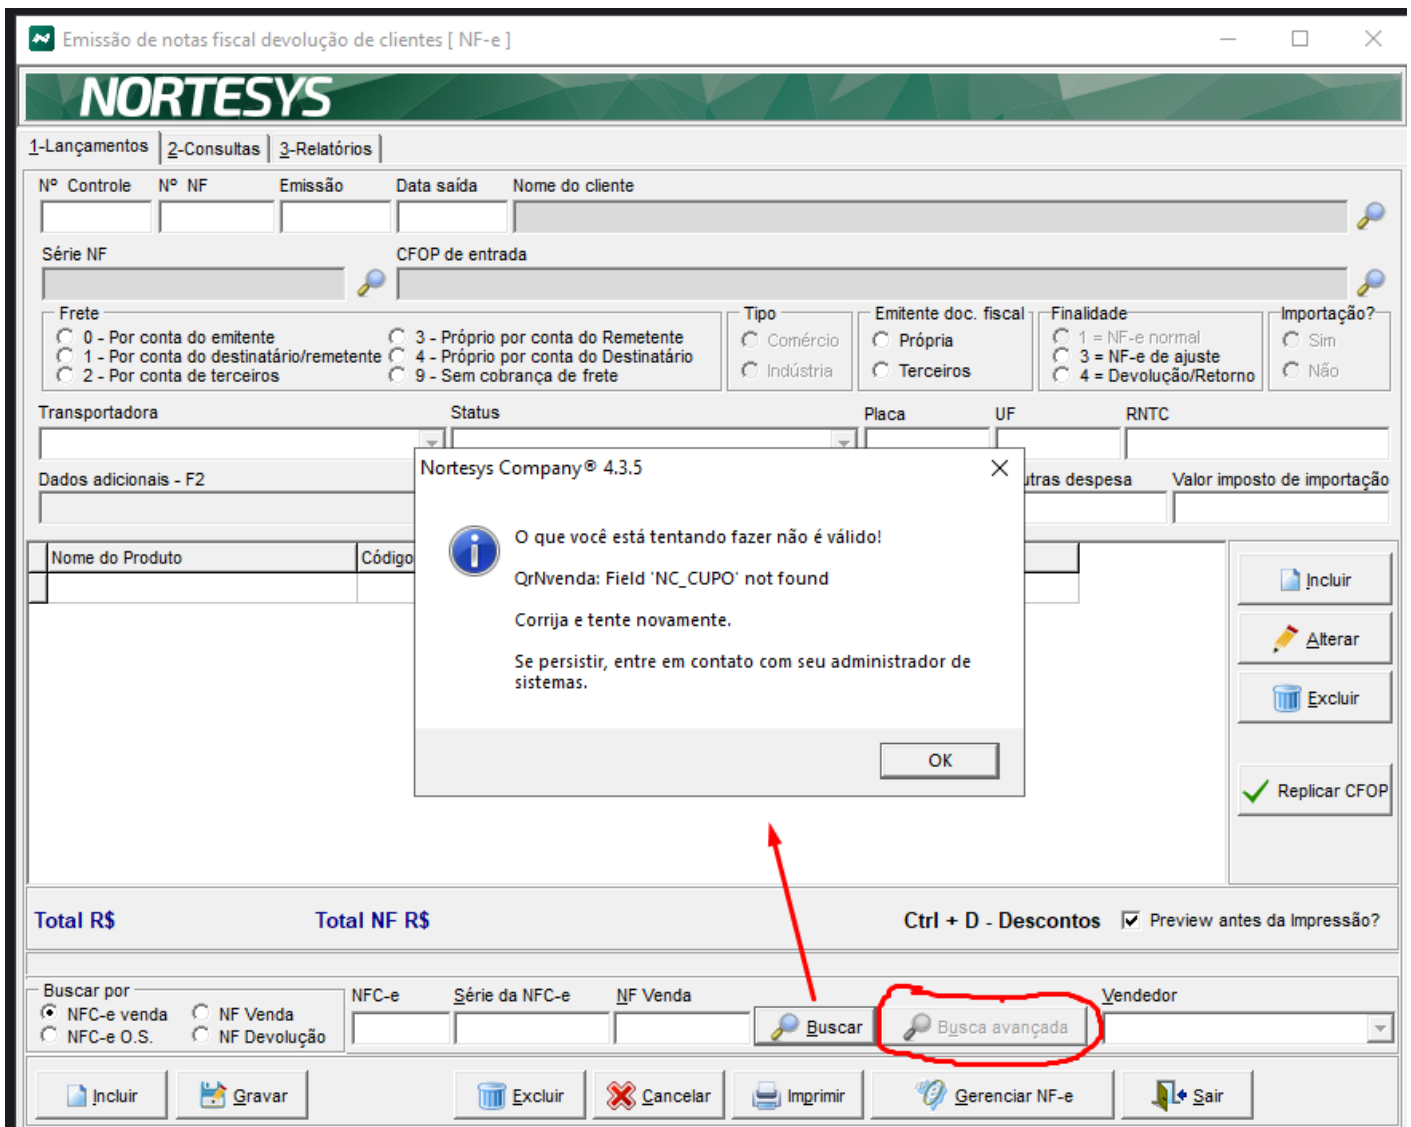 Emissão de notas fiscal devolução de clientes [ NF-e ]
NORTESYS
1-Lançamentos 2-Consultas 3-Relatórios
Nº Controle Nº NF Emissão Data saída Nome do cliente
Série NF CFOP de entrada
Frete Tipo Emitente doc. fiscal Finalidade Importação?
0 - Por conta do emitente 3 - Próprio por conta do Remetente Comércio Própria 1 = NF-e normal Sim
1 - Por conta do destinatário/remetente 4 - Próprio por conta do Destinatário 3 = NF-e de ajuste
2 - Por conta de terceiros 9 - Sem cobrança de frete Indústria Terceiros 4 = Devolução/Retorno Não
Transportadora Status Placa UF RNTC
Nortesys Company® 4.3.5
Dados adicionais - F2 utras despesa Valor imposto de importação
O que você está tentando fazer não é válido!
Nome do Produto Código
QrNvenda: Field 'NC_CUPO' not found
Incluir
Corrija e tente novamente.
Alterar
Se persistir, entre em contato com seu administrador de
sistemas.
Excluir
OK
Replicar CFOP
Total R$ Total NF R$ Ctrl + D - Descontos Preview antes da Impressão?
Buscar por NFC-e Série da NFC-e NF Venda Vendedor
NFC-e venda NF Venda Buscar Busca avançada
NFC-e O.S. NF Devolução
Incluir Gravar Excluir Cancelar Imprimir Gerenciar NF-e Sair